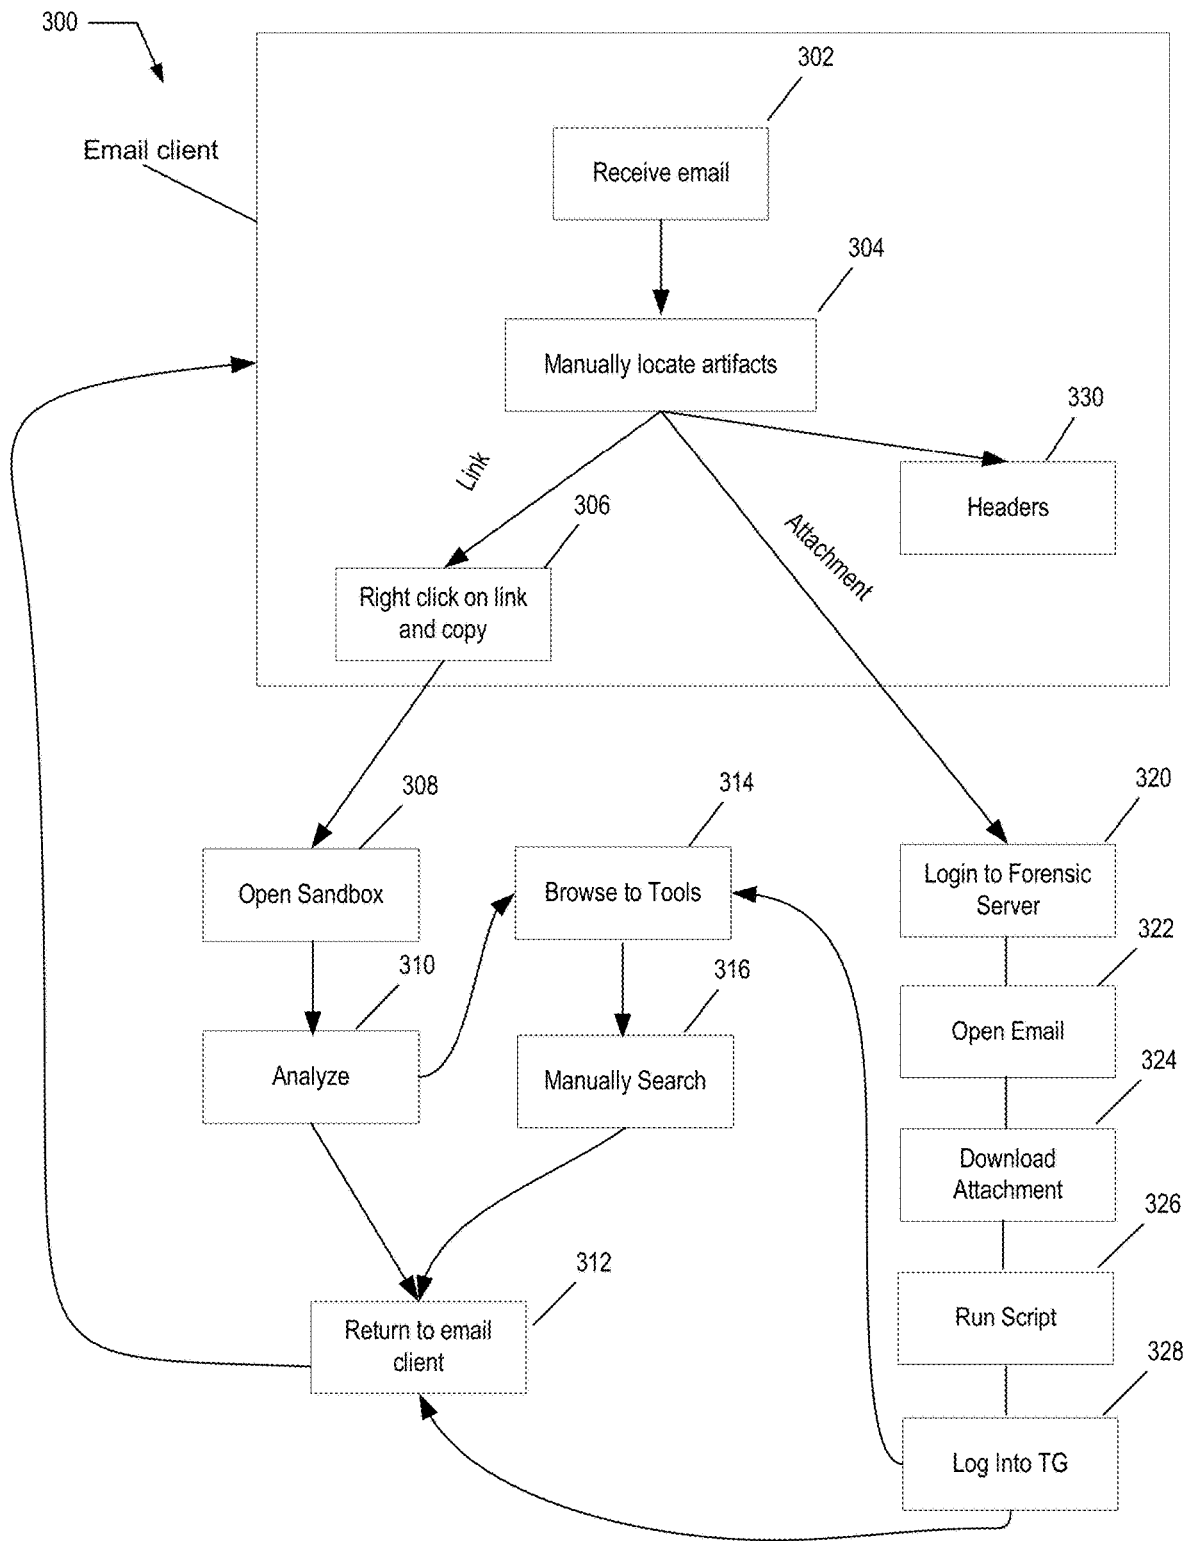 300
302
Email client
Receive email
304
Manually locate artifacts
330
Link
306
Headers
Attachment
Right click on link
and copy
308
314
320
Open Sandbox
Browse to Tools
Login to Forensic
Server
322
310
316
Open Email
Analyze
Manually Search
324
Download
Attachment
326
312
Run Script
Return to email
client
328
Log Into TG